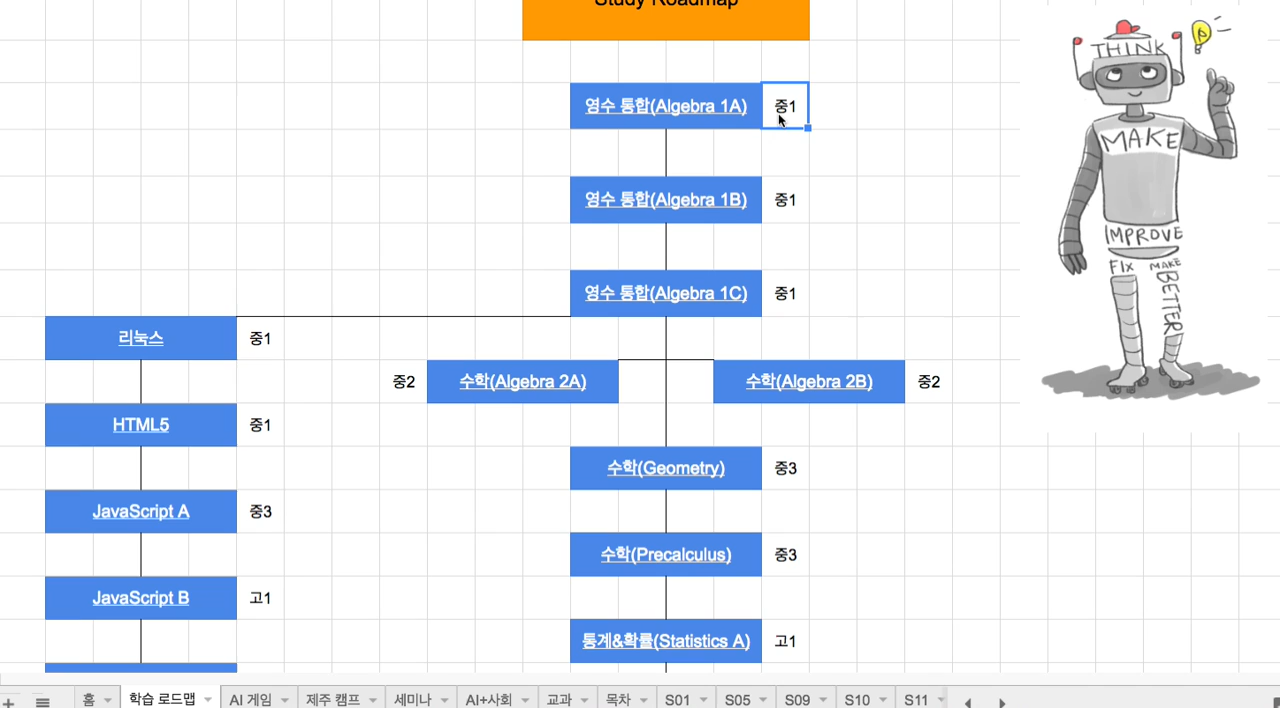 Study Roadmap
영수 통합(Algebra 1A) 중1
영수 통합(Algebra 1B) 중1
영수 통합(Algebra 1C) 중1
리눅스 중1
중2 수학(Algebra 2A) 수학(Algebra 2B) 중2
HTML5 중1
수학(Geometry) 중3
JavaScript A 중3
수학(Precalculus) 중3
JavaScript B 고1
통계&확률(Statistics A) 고1
THINK
MAKE
IMPROVE
FIX
MAKE
BETTER
홈 학습 로드맵 AI 게임 제주 캠프 세미나 AI+사회 교과 목차 S01 S05 S09 S10 S11